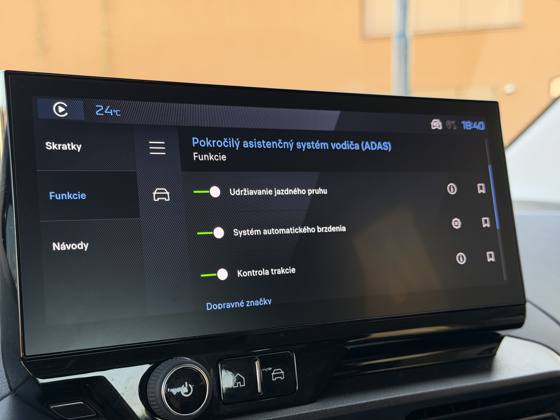 24°C
18:40
Skratky
Funkcie
Návody
Pokročilý asistenčný systém vodiča (ADAS)
Funkcie
Udržiavanie jazdného pruhu
Systém automatického brzdenia
Kontrola trakcie
Dopravné značky